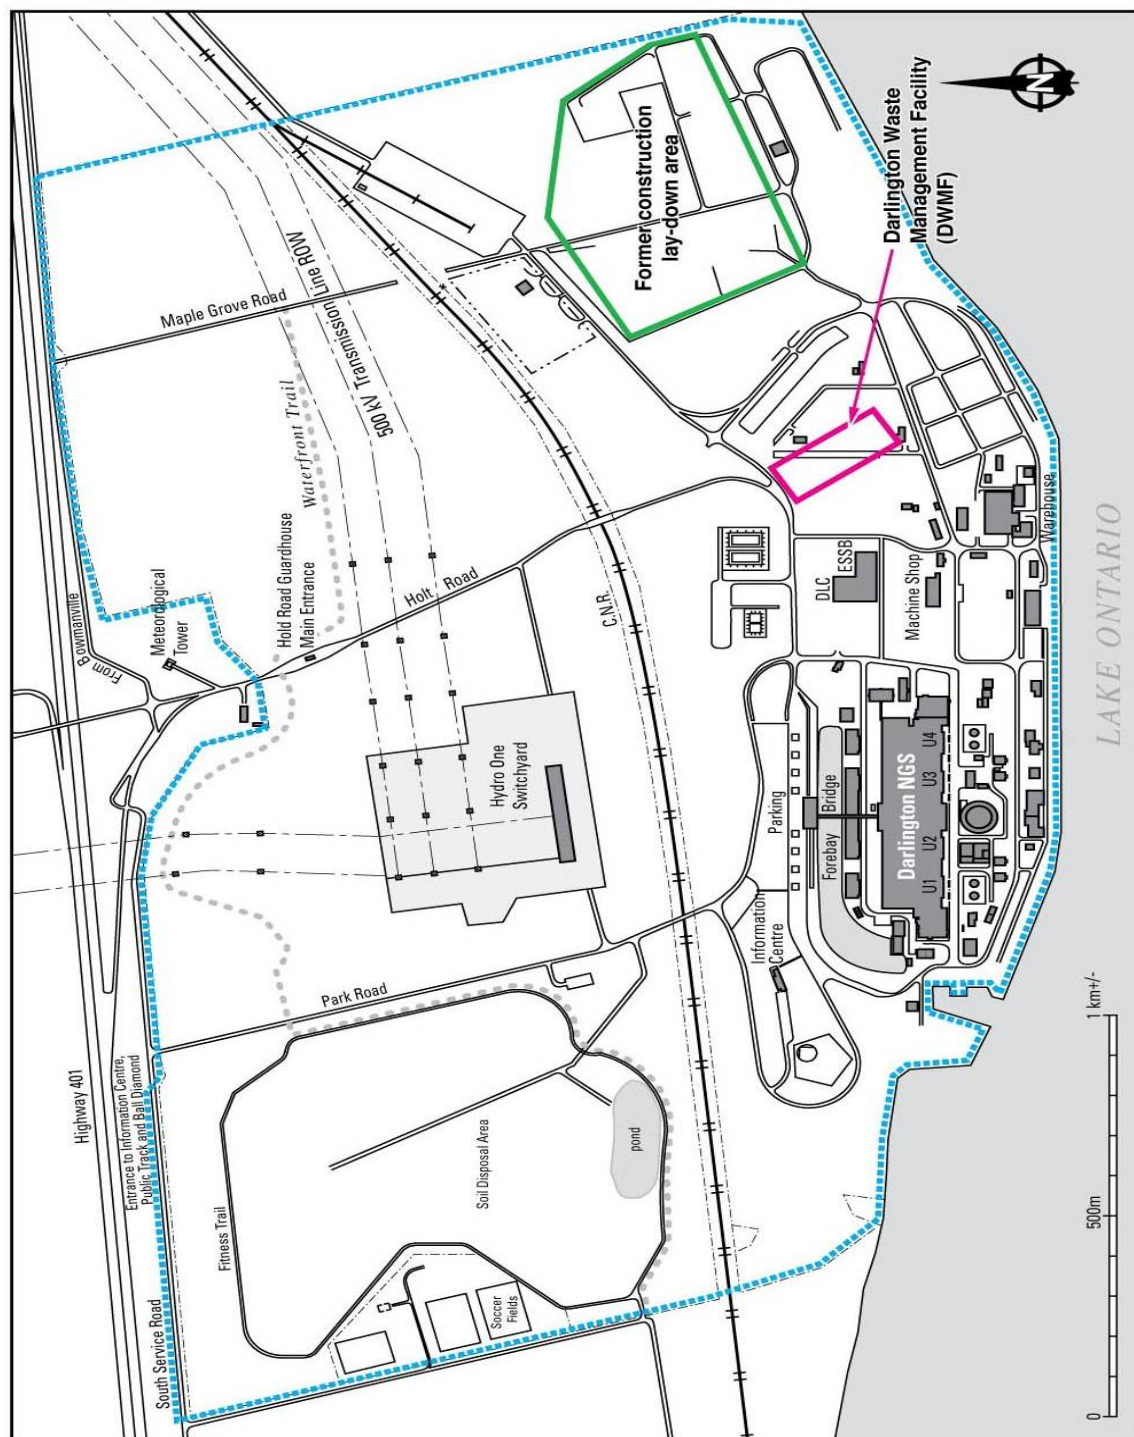 Highway 401
From Bowmanville
South Service Road
Entrance to Information Centre,
Public Track and Ball Diamond
Meteorological
Tower
Hold Road Guardhouse
Main Entrance
Maple Grove Road
Waterfront Trail
500 kV Transmission Line ROW
Holt Road
Park Road
Fitness Trail
Soil Disposal Area
Soccer
Fields
pond
Hydro One
Switchyard
C.N.R.
Former construction
lay-down area
Darlington Waste
Management Facility
(DWMF)
N
Information
Centre
Parking
Forebay
Bridge
Darlington NGS
U1
U2
U3
U4
DLC
ESSB
Machine Shop
Warehouse
LAKE ONTARIO
0
500m
1 km+/-